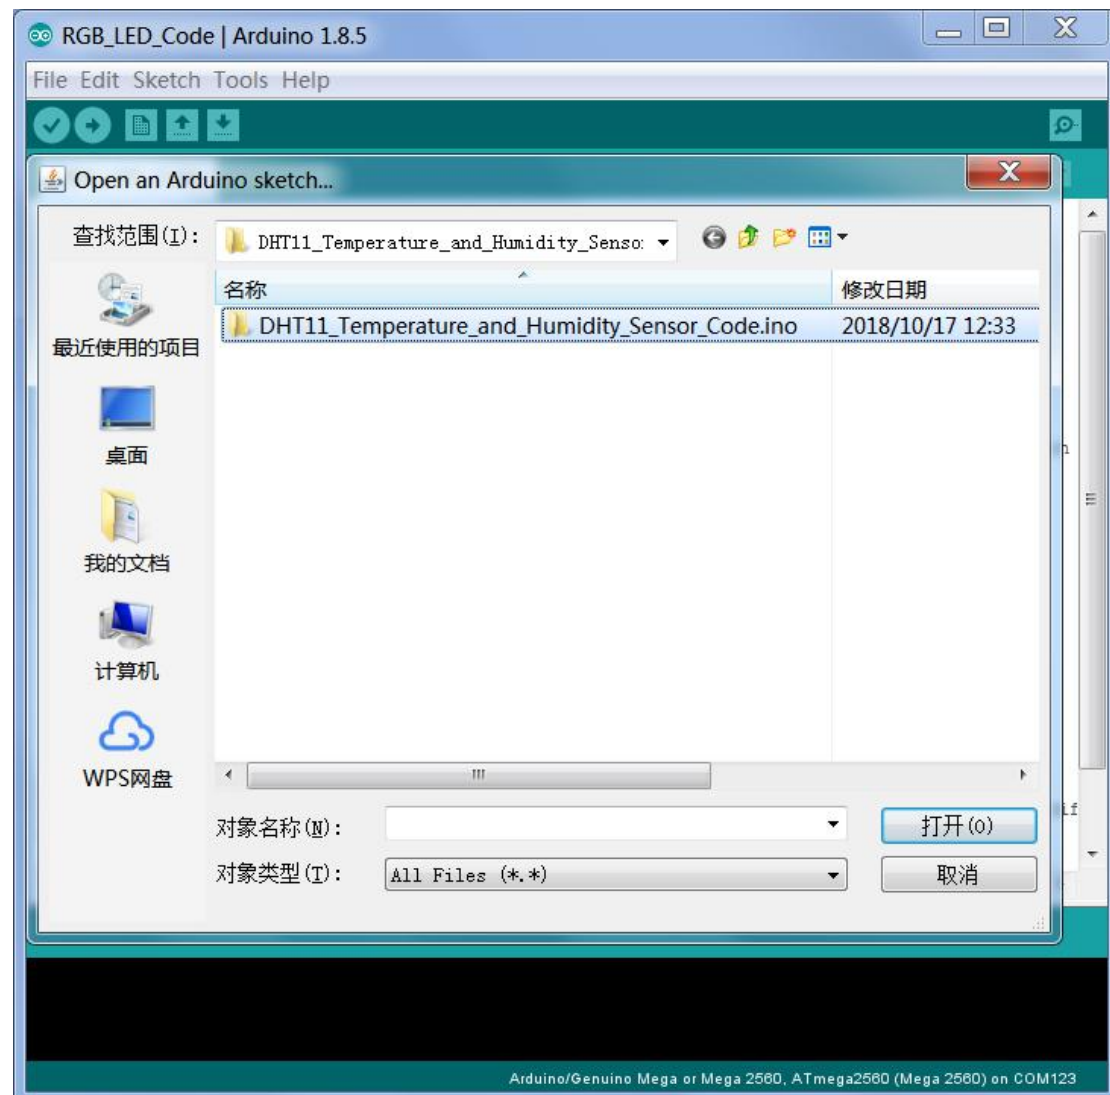 RGB_LED_Code | Arduino 1.8.5
File Edit Sketch Tools Help
Open an Arduino sketch...
查找范围(I):
DHT11_Temperature_and_Humidity_Senso
名称
修改日期
DHT11_Temperature_and_Humidity_Sensor_Code.ino
2018/10/17 12:33
最近使用的项目
桌面
我的文档
计算机
WPS网盘
对象名称(N):
打开(O)
对象类型(T):
All Files (*.*)
取消
if
Arduino/Genuino Mega or Mega 2560, ATmega2560 (Mega 2560) on COM123